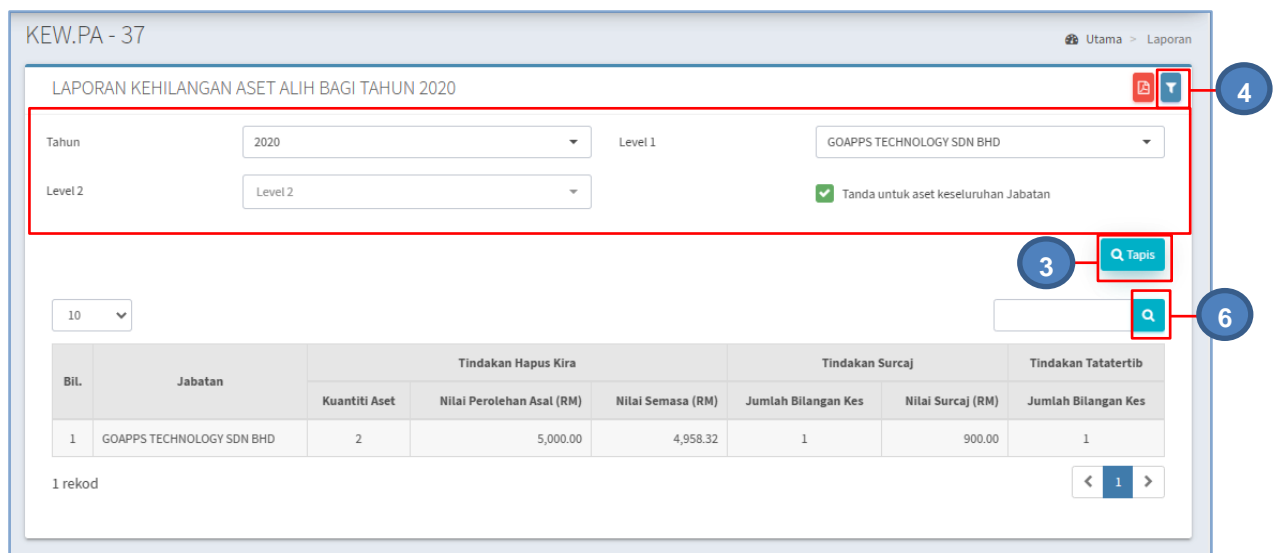 KEW.PA - 37
Utama > Laporan
LAPORAN KEHILANGAN ASET ALIH BAGI TAHUN 2020
4
Tahun 2020 Level 1 GOAPPS TECHNOLOGY SDN BHD
Level 2 Level 2 Tanda untuk aset keseluruhan Jabatan
3 Tapis
10
6
Bil. Jabatan Tindakan Hapus Kira Tindakan Surcaj Tindakan Tatatertib
Kuantiti Aset Nilai Perolehan Asal (RM) Nilai Semasa (RM) Jumlah Bilangan Kes Nilai Surcaj (RM) Jumlah Bilangan Kes
1 GOAPPS TECHNOLOGY SDN BHD 2 5,000.00 4,958.32 1 900.00 1
1 rekod < 1 >